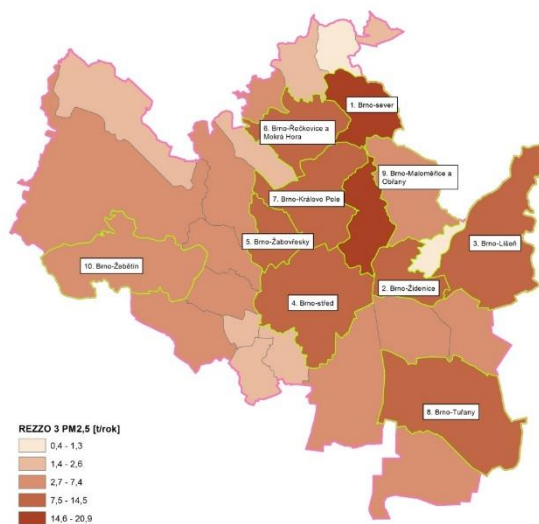 1. Brno-sever
6. Brno-Řečkovice a
Mokrá Hora
9. Brno-Maloměřice a
Obřany
7. Brno-Královo Pole
5. Brno-Žabovřesky
3. Brno-Líšeň
10. Brno-Žebětín
2. Brno-Židenice
4. Brno-střed
8. Brno-Tuřany
REZZO 3 PM2,5 [t/rok]
0,4 - 1,3
1,4 - 2,6
2,7 - 7,4
7,5 - 14,5
14,6 - 20,9